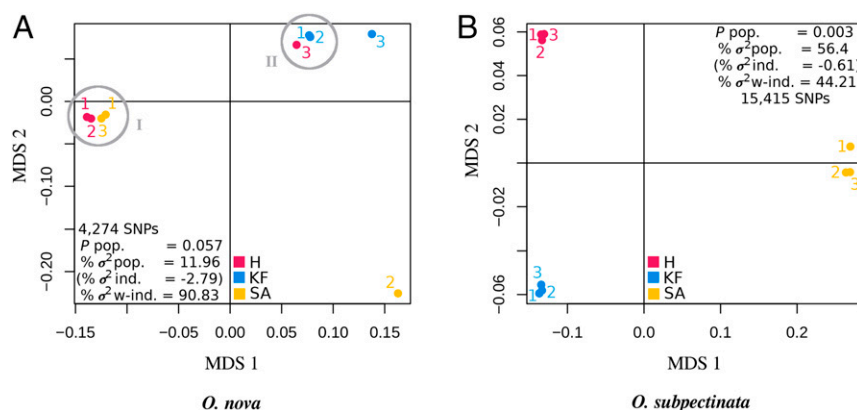 A
B
MDS 2
0.00
−0.05
−0.10
−0.20
−0.15 −0.10 0.00 0.05 0.10 0.15
MDS 1
O. nova
1 1
2 3
I
II
1 2
3
3
2
4,274 SNPs
P pop. = 0.057
% σ²pop. = 11.96
(% σ²ind. = -2.79)
% σ²w-ind. = 90.83
H
KF
SA
MDS 2
0.06
0.04
0.00
−0.02
−0.06
−0.1 0.0 0.1 0.2
MDS 1
O. subpectinata
1 3
2
3
1 2
1
2
3
P pop. = 0.003
% σ²pop. = 56.4
(% σ²ind. = -0.61)
% σ²w-ind. = 44.21
15,415 SNPs
H
KF
SA